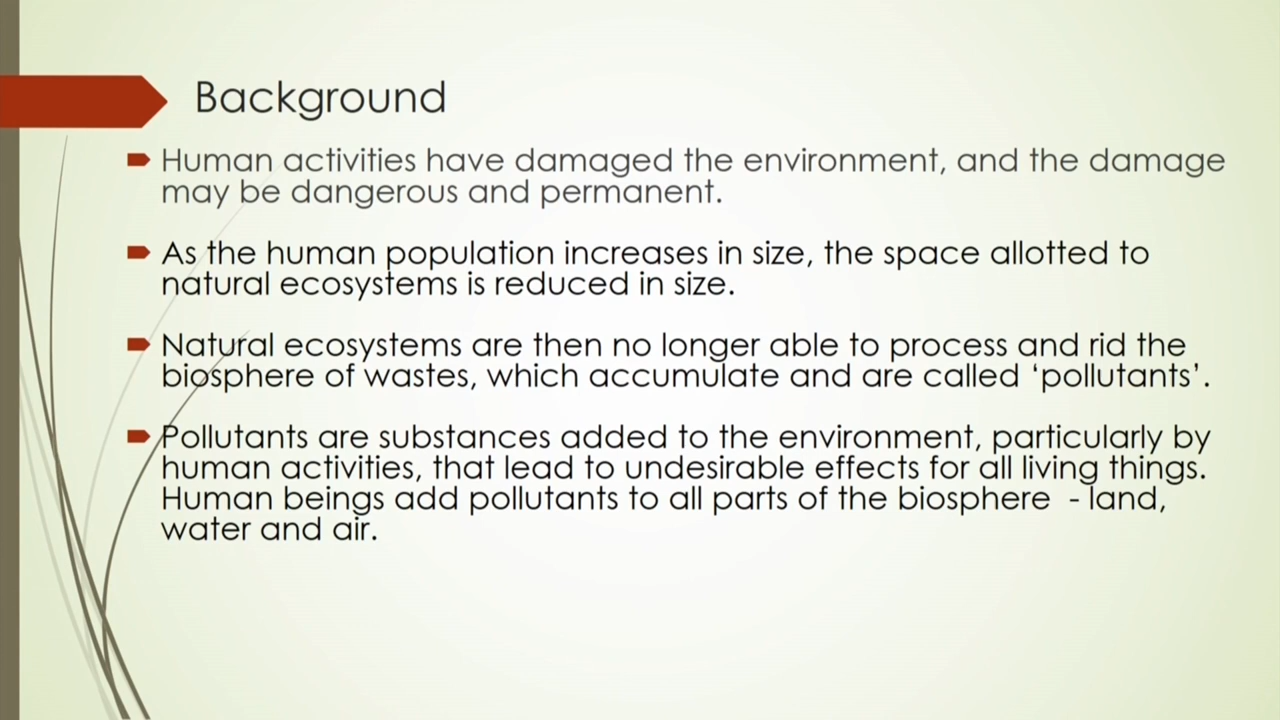 Background
Human activities have damaged the environment, and the damage
may be dangerous and permanent.
As the human population increases in size, the space allotted to
natural ecosystems is reduced in size.
Natural ecosystems are then no longer able to process and rid the
biosphere of wastes, which accumulate and are called ‘pollutants’.
Pollutants are substances added to the environment, particularly by
human activities, that lead to undesirable effects for all living things.
Human beings add pollutants to all parts of the biosphere  - land,
water and air.